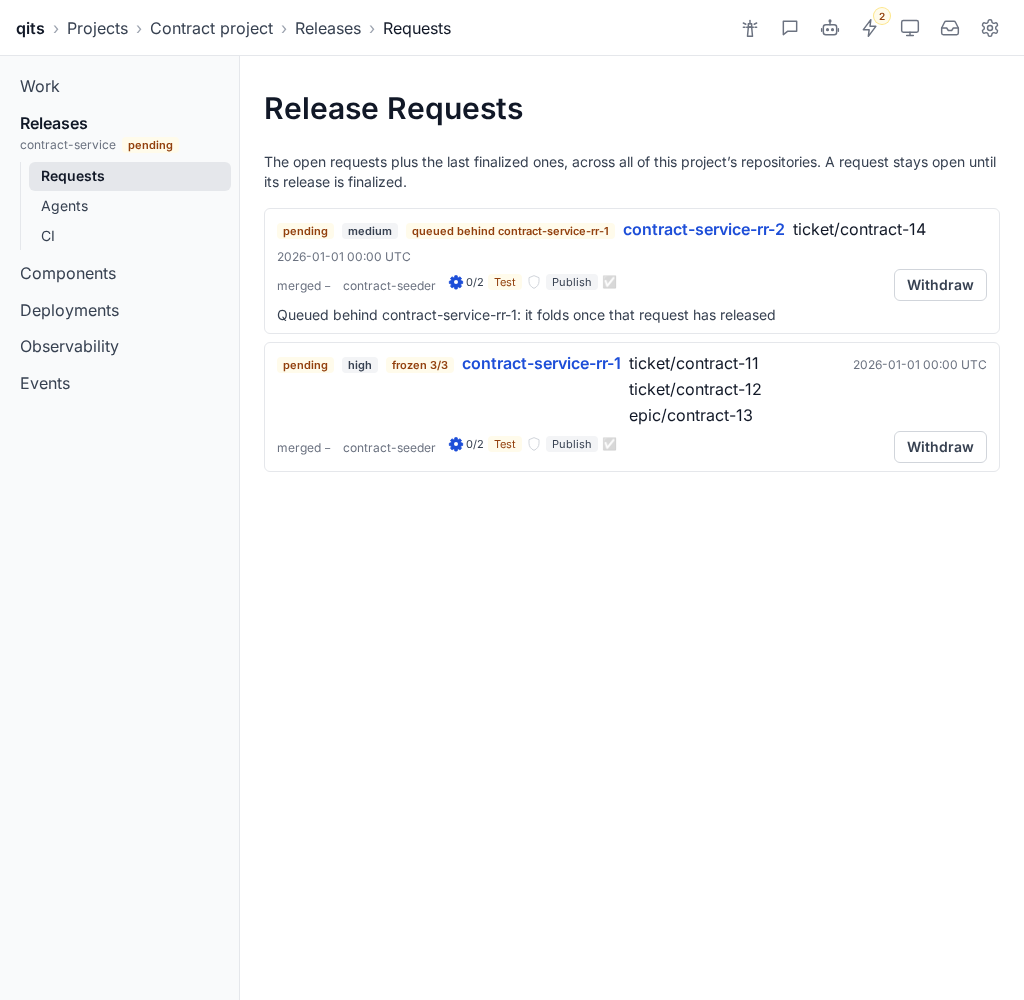 qits › Projects › Contract project › Releases › Requests
2
Work
Releases
contract-service pending
Requests
Agents
CI
Components
Deployments
Observability
Events
Release Requests
The open requests plus the last finalized ones, across all of this project's repositories. A request stays open until
its release is finalized.
pending medium queued behind contract-service-rr-1 contract-service-rr-2 ticket/contract-14
2026-01-01 00:00 UTC
merged – contract-seeder 0/2 Test Publish Withdraw
Queued behind contract-service-rr-1: it folds once that request has released
pending high frozen 3/3 contract-service-rr-1 ticket/contract-11 2026-01-01 00:00 UTC
ticket/contract-12
epic/contract-13
merged – contract-seeder 0/2 Test Publish Withdraw